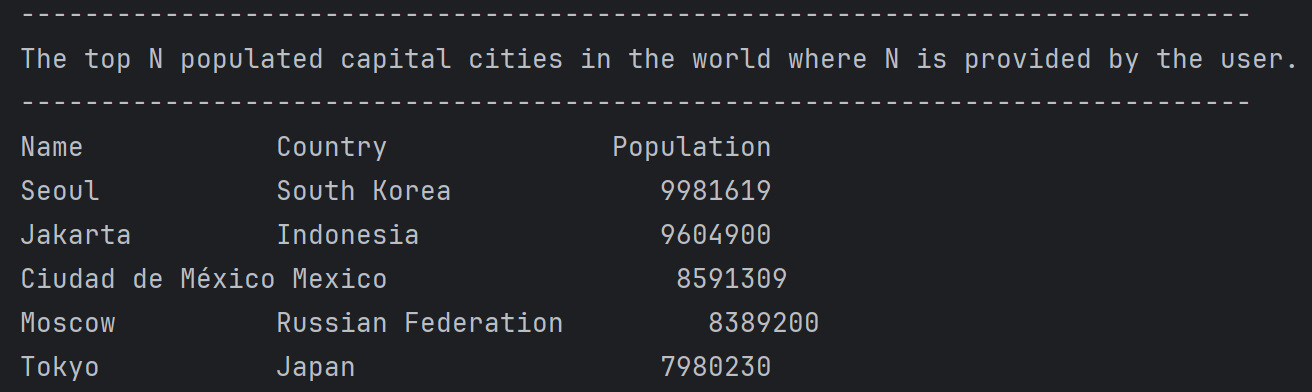 -----------------------------------------------------------------------------
The top N populated capital cities in the world where N is provided by the user.
-----------------------------------------------------------------------------
Name            Country              Population
Seoul           South Korea             9981619
Jakarta         Indonesia               9604900
Ciudad de México Mexico                  8591309
Moscow          Russian Federation         8389200
Tokyo           Japan                   7980230